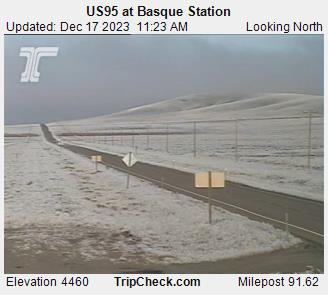 US95 at Basque Station
Updated: Dec 17 2023 11:23 AM Looking North
Elevation 4460 TripCheck.com Milepost 91.62